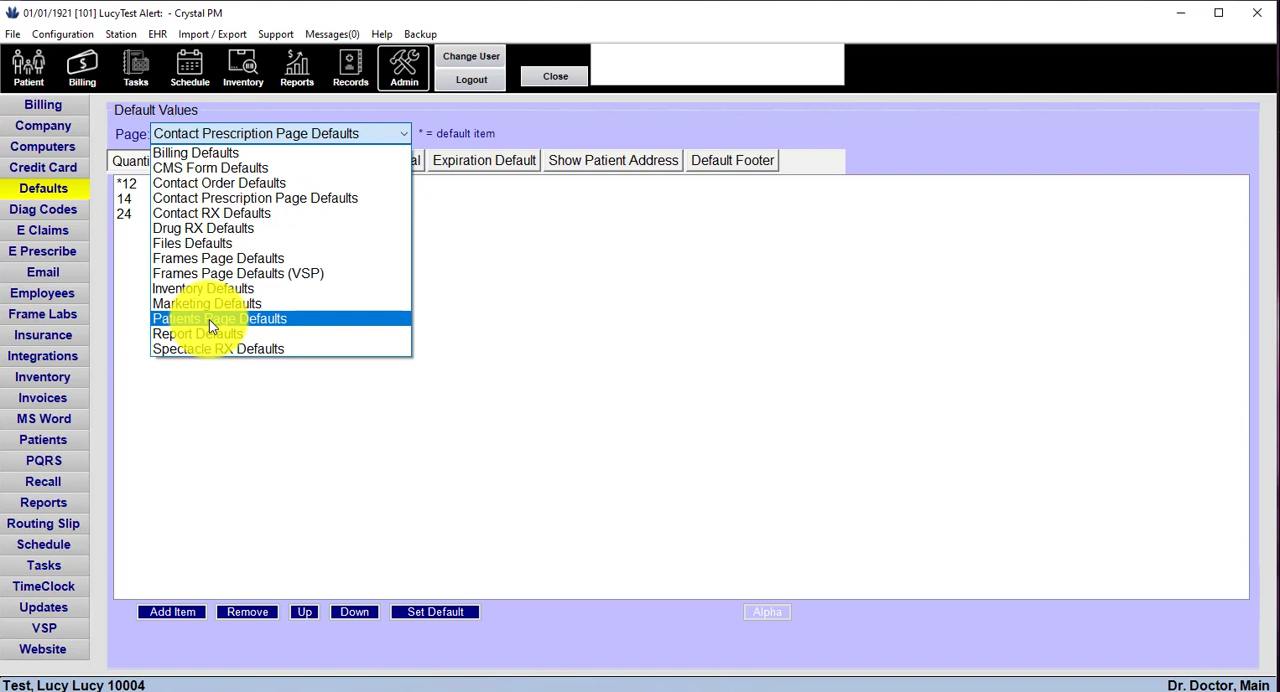 01/01/1921 [101] LucyTest Alert: - Crystal PM
File Configuration Station EHR Import / Export Support Messages(0) Help Backup
Patient Billing Tasks Schedule Inventory Reports Records Admin
Change User
Logout
Close
Billing
Company
Computers
Credit Card
Defaults
Diag Codes
E Claims
E Prescribe
Email
Employees
Frame Labs
Insurance
Integrations
Inventory
Invoices
MS Word
Patients
PQRS
Recall
Reports
Routing Slip
Schedule
Tasks
TimeClock
Updates
VSP
Website
Default Values
Page: Contact Prescription Page Defaults * = default item
Quanti al Expiration Default Show Patient Address Default Footer
*12
14
24
Billing Defaults
CMS Form Defaults
Contact Order Defaults
Contact Prescription Page Defaults
Contact RX Defaults
Drug RX Defaults
Files Defaults
Frames Page Defaults
Frames Page Defaults (VSP)
Inventory Defaults
Marketing Defaults
Patients Page Defaults
Report Defaults
Spectacle RX Defaults
Add Item Remove Up Down Set Default Alpha
Test, Lucy Lucy 10004 Dr. Doctor, Main